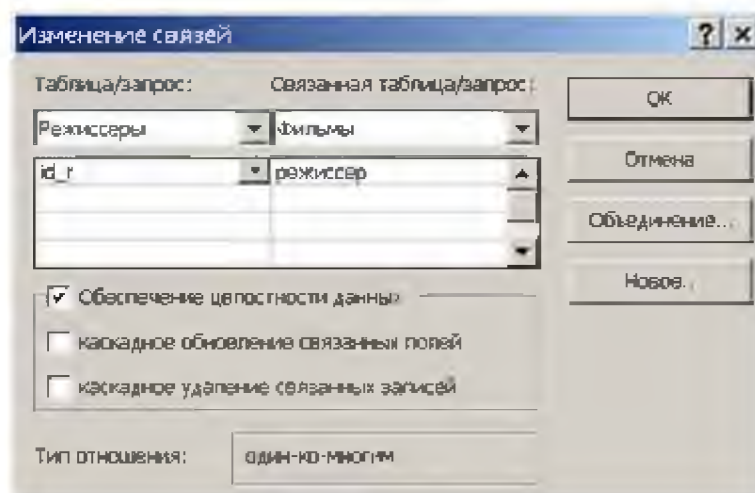 Изменение связей ? ×
Таблица/запрос: Связанная таблица/запрос:
Режиссеры Фильмы
id_r режиссер
OK
Отмена
Объединение...
Новое..
Обеспечение целостности данных
каскадное обновление связанных полей
каскадное удаление связанных записей
Тип отношения: один-ко-многим